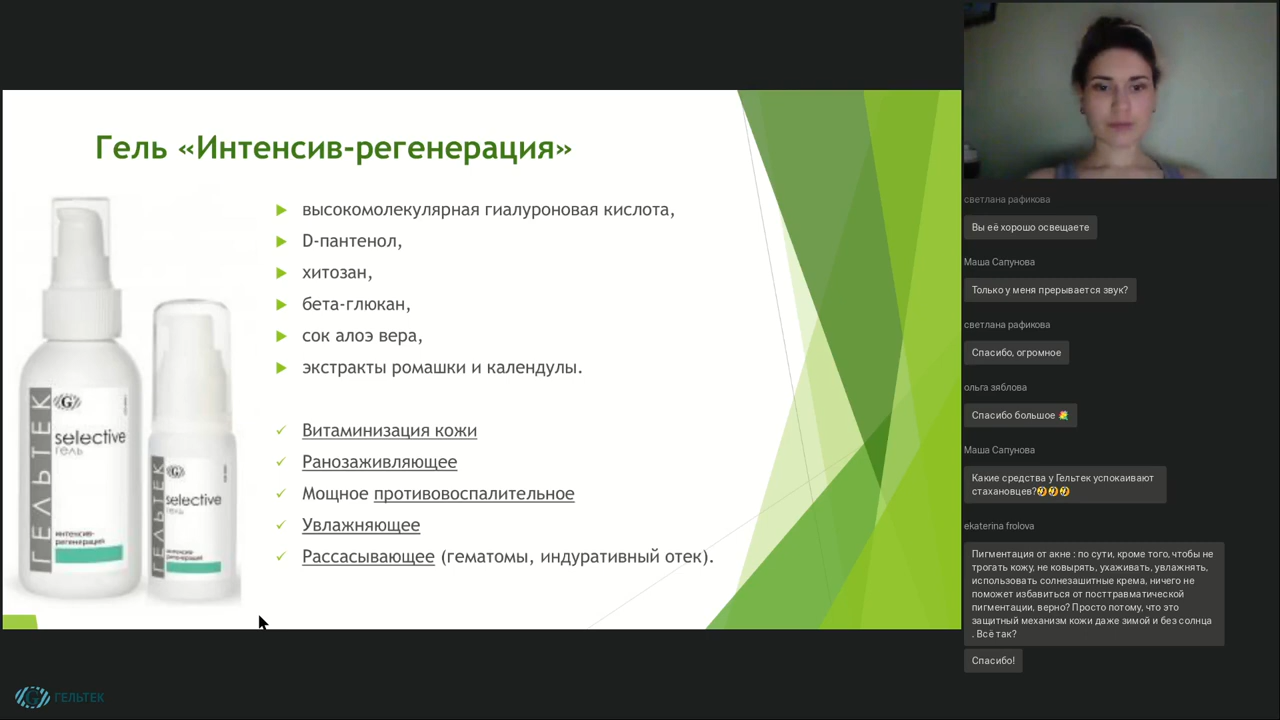 Гель «Интенсив-регенерация»
высокомолекулярная гиалуроновая кислота,
D-пантенол,
хитозан,
бета-глюкан,
сок алоэ вера,
экстракты ромашки и календулы.
Витаминизация кожи
Ранозаживляющее
Мощное противовоспалительное
Увлажняющее
Рассасывающее (гематомы, индуративный отек).
ГЕЛЬТЕК
G
selective
гель
интенсив-
регенерация
ГЕЛЬТЕК
G
selective
гель
интенсив-
регенерация
G ГЕЛЬТЕК
светлана рафикова
Вы её хорошо освещаете
Маша Сапунова
Только у меня прерывается звук?
светлана рафикова
Спасибо, огромное
ольга зяблова
Спасибо большое 💐
Маша Сапунова
Какие средства у Гельтек успокаивают
стахановцев?🤣🤣🤣
ekaterina frolova
Пигментация от акне : по сути, кроме того, чтобы не
трогать кожу, не ковырять, ухаживать, увлажнять,
использовать солнезашитные крема, ничего не
поможет избавиться от посттравматической
пигментации, верно? Просто потому, что это
защитный механизм кожи даже зимой и без солнца
. Всё так?
Спасибо!